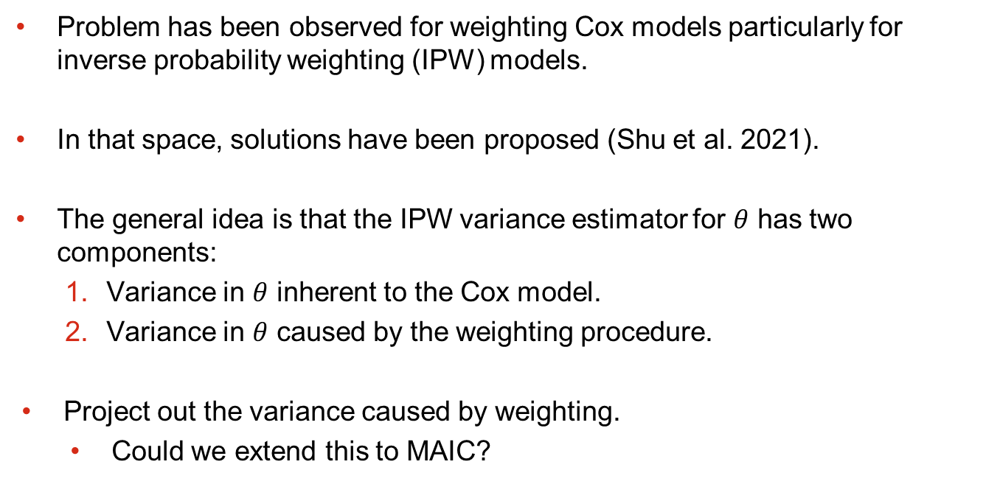 • Problem has been observed for weighting Cox models particularly for
inverse probability weighting (IPW) models.
• In that space, solutions have been proposed (Shu et al. 2021).
• The general idea is that the IPW variance estimator for θ has two
components:
1. Variance in θ inherent to the Cox model.
2. Variance in θ caused by the weighting procedure.
• Project out the variance caused by weighting.
• Could we extend this to MAIC?